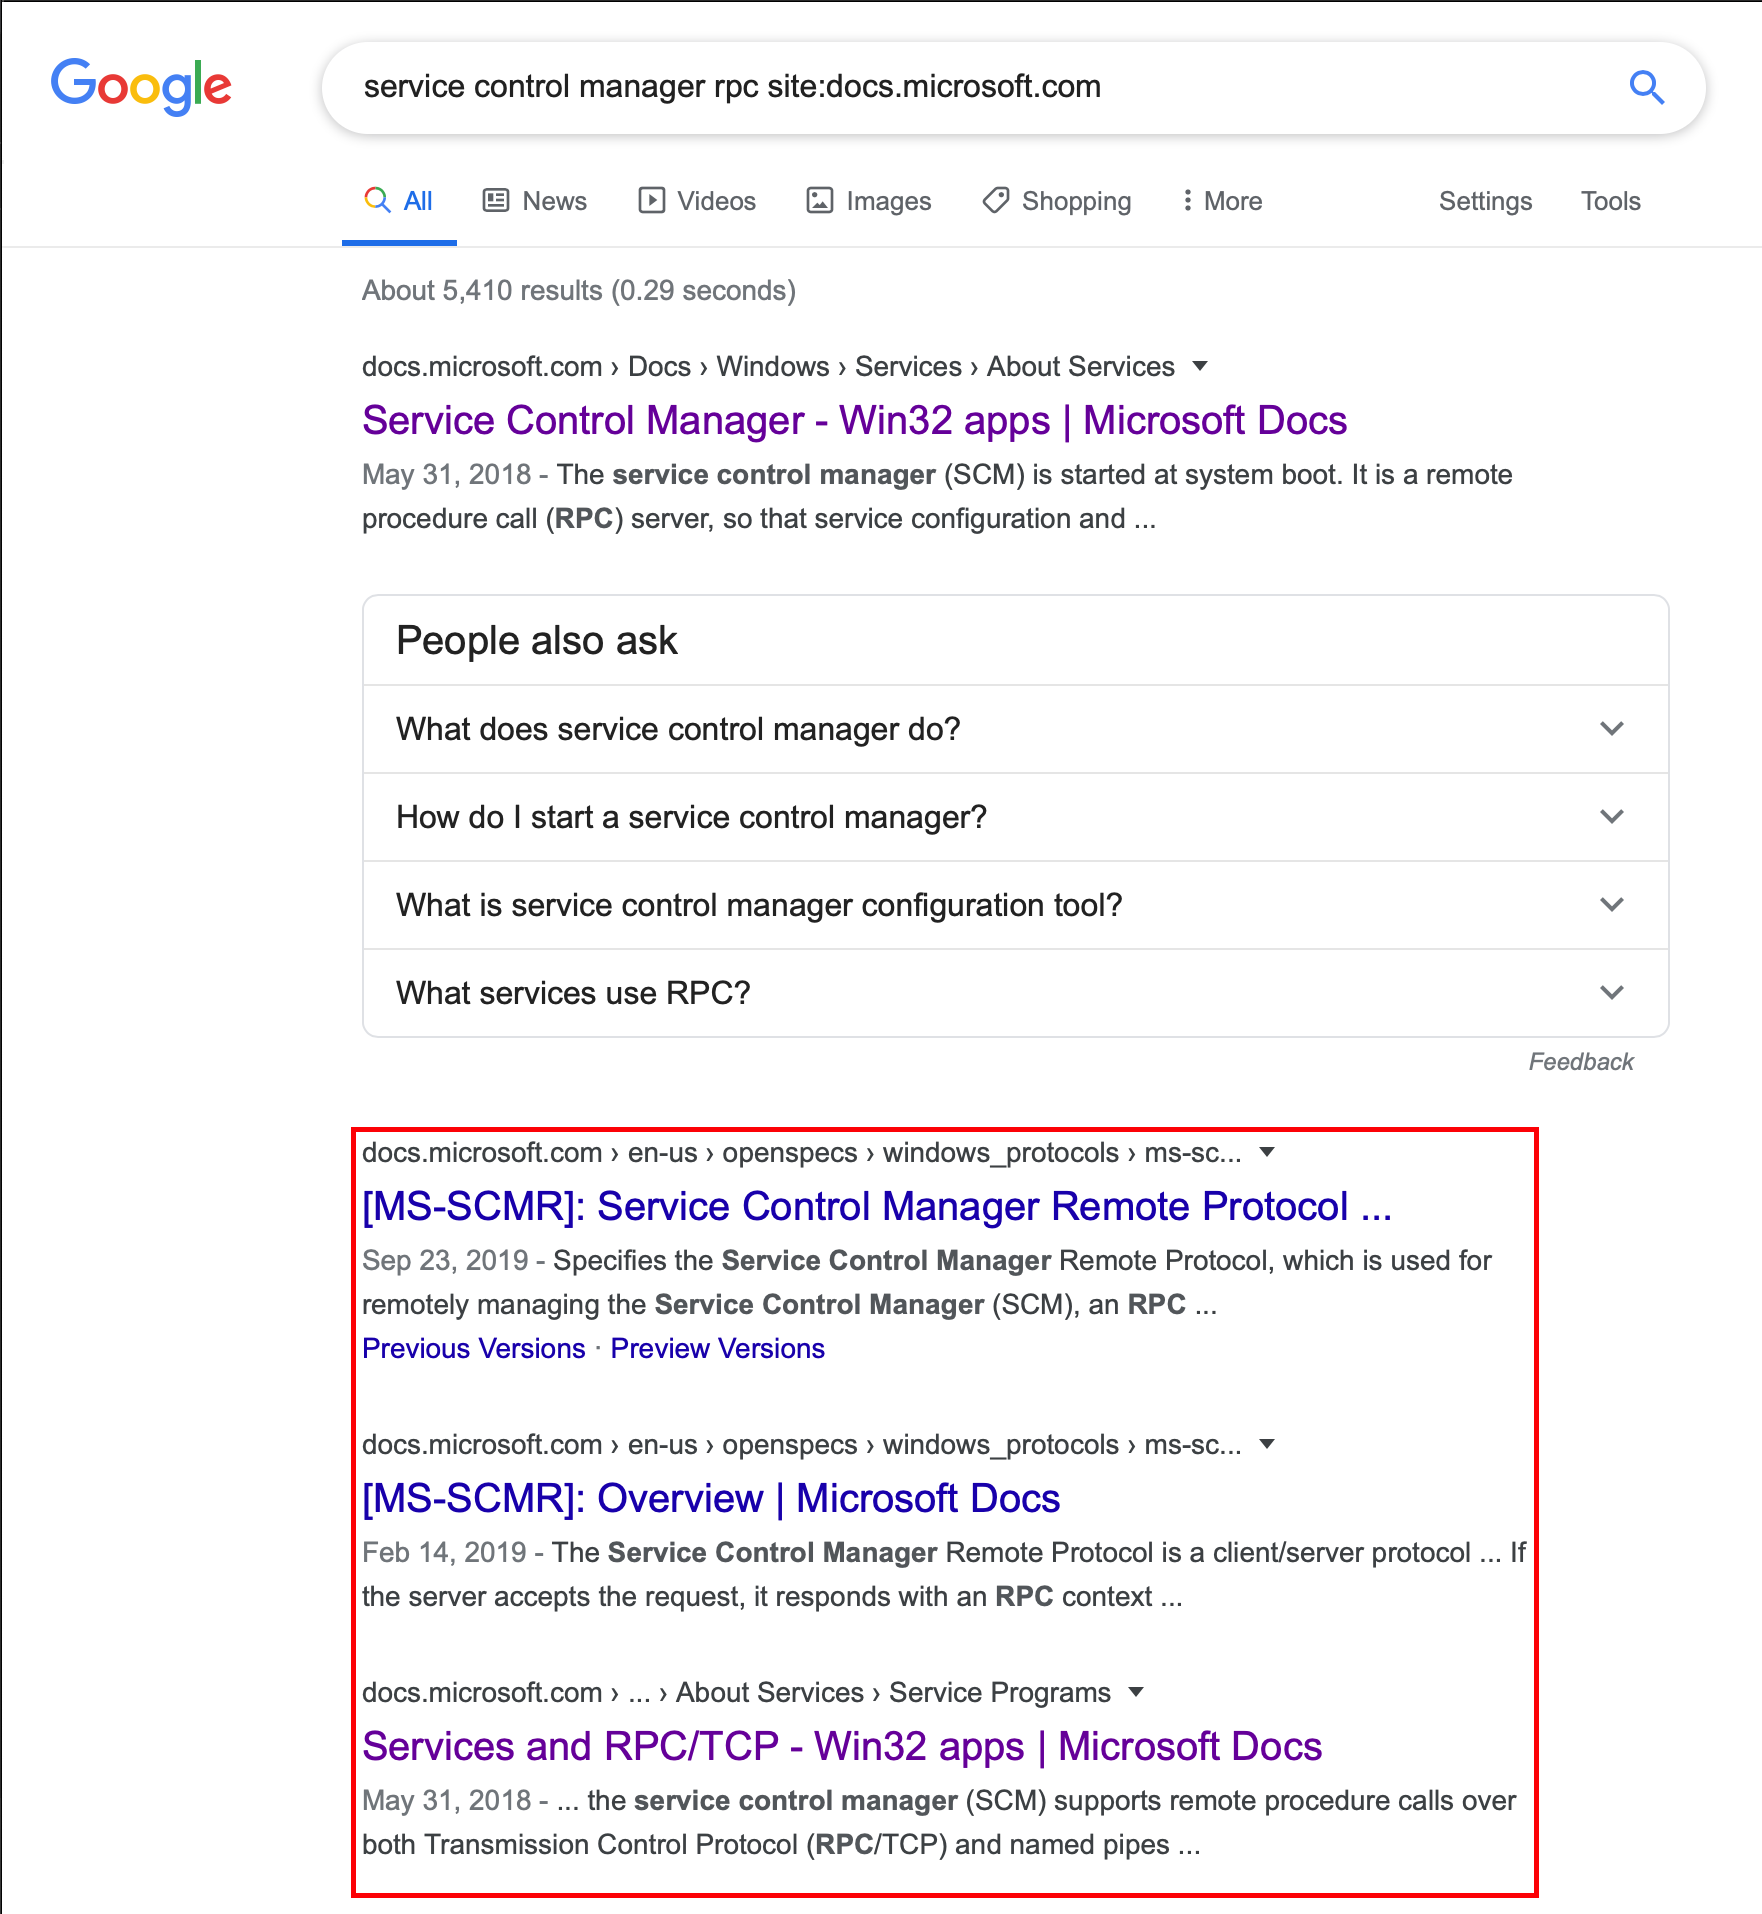 Google
service control manager rpc site:docs.microsoft.com
All News Videos Images Shopping More Settings Tools
About 5,410 results (0.29 seconds)
docs.microsoft.com › Docs › Windows › Services › About Services
Service Control Manager - Win32 apps | Microsoft Docs
May 31, 2018 - The service control manager (SCM) is started at system boot. It is a remote
procedure call (RPC) server, so that service configuration and ...
People also ask
What does service control manager do?
How do I start a service control manager?
What is service control manager configuration tool?
What services use RPC?
Feedback
docs.microsoft.com › en-us › openspecs › windows_protocols › ms-sc...
[MS-SCMR]: Service Control Manager Remote Protocol ...
Sep 23, 2019 - Specifies the Service Control Manager Remote Protocol, which is used for
remotely managing the Service Control Manager (SCM), an RPC ...
Previous Versions · Preview Versions
docs.microsoft.com › en-us › openspecs › windows_protocols › ms-sc...
[MS-SCMR]: Overview | Microsoft Docs
Feb 14, 2019 - The Service Control Manager Remote Protocol is a client/server protocol ... If
the server accepts the request, it responds with an RPC context ...
docs.microsoft.com › ... › About Services › Service Programs
Services and RPC/TCP - Win32 apps | Microsoft Docs
May 31, 2018 - ... the service control manager (SCM) supports remote procedure calls over
both Transmission Control Protocol (RPC/TCP) and named pipes ...